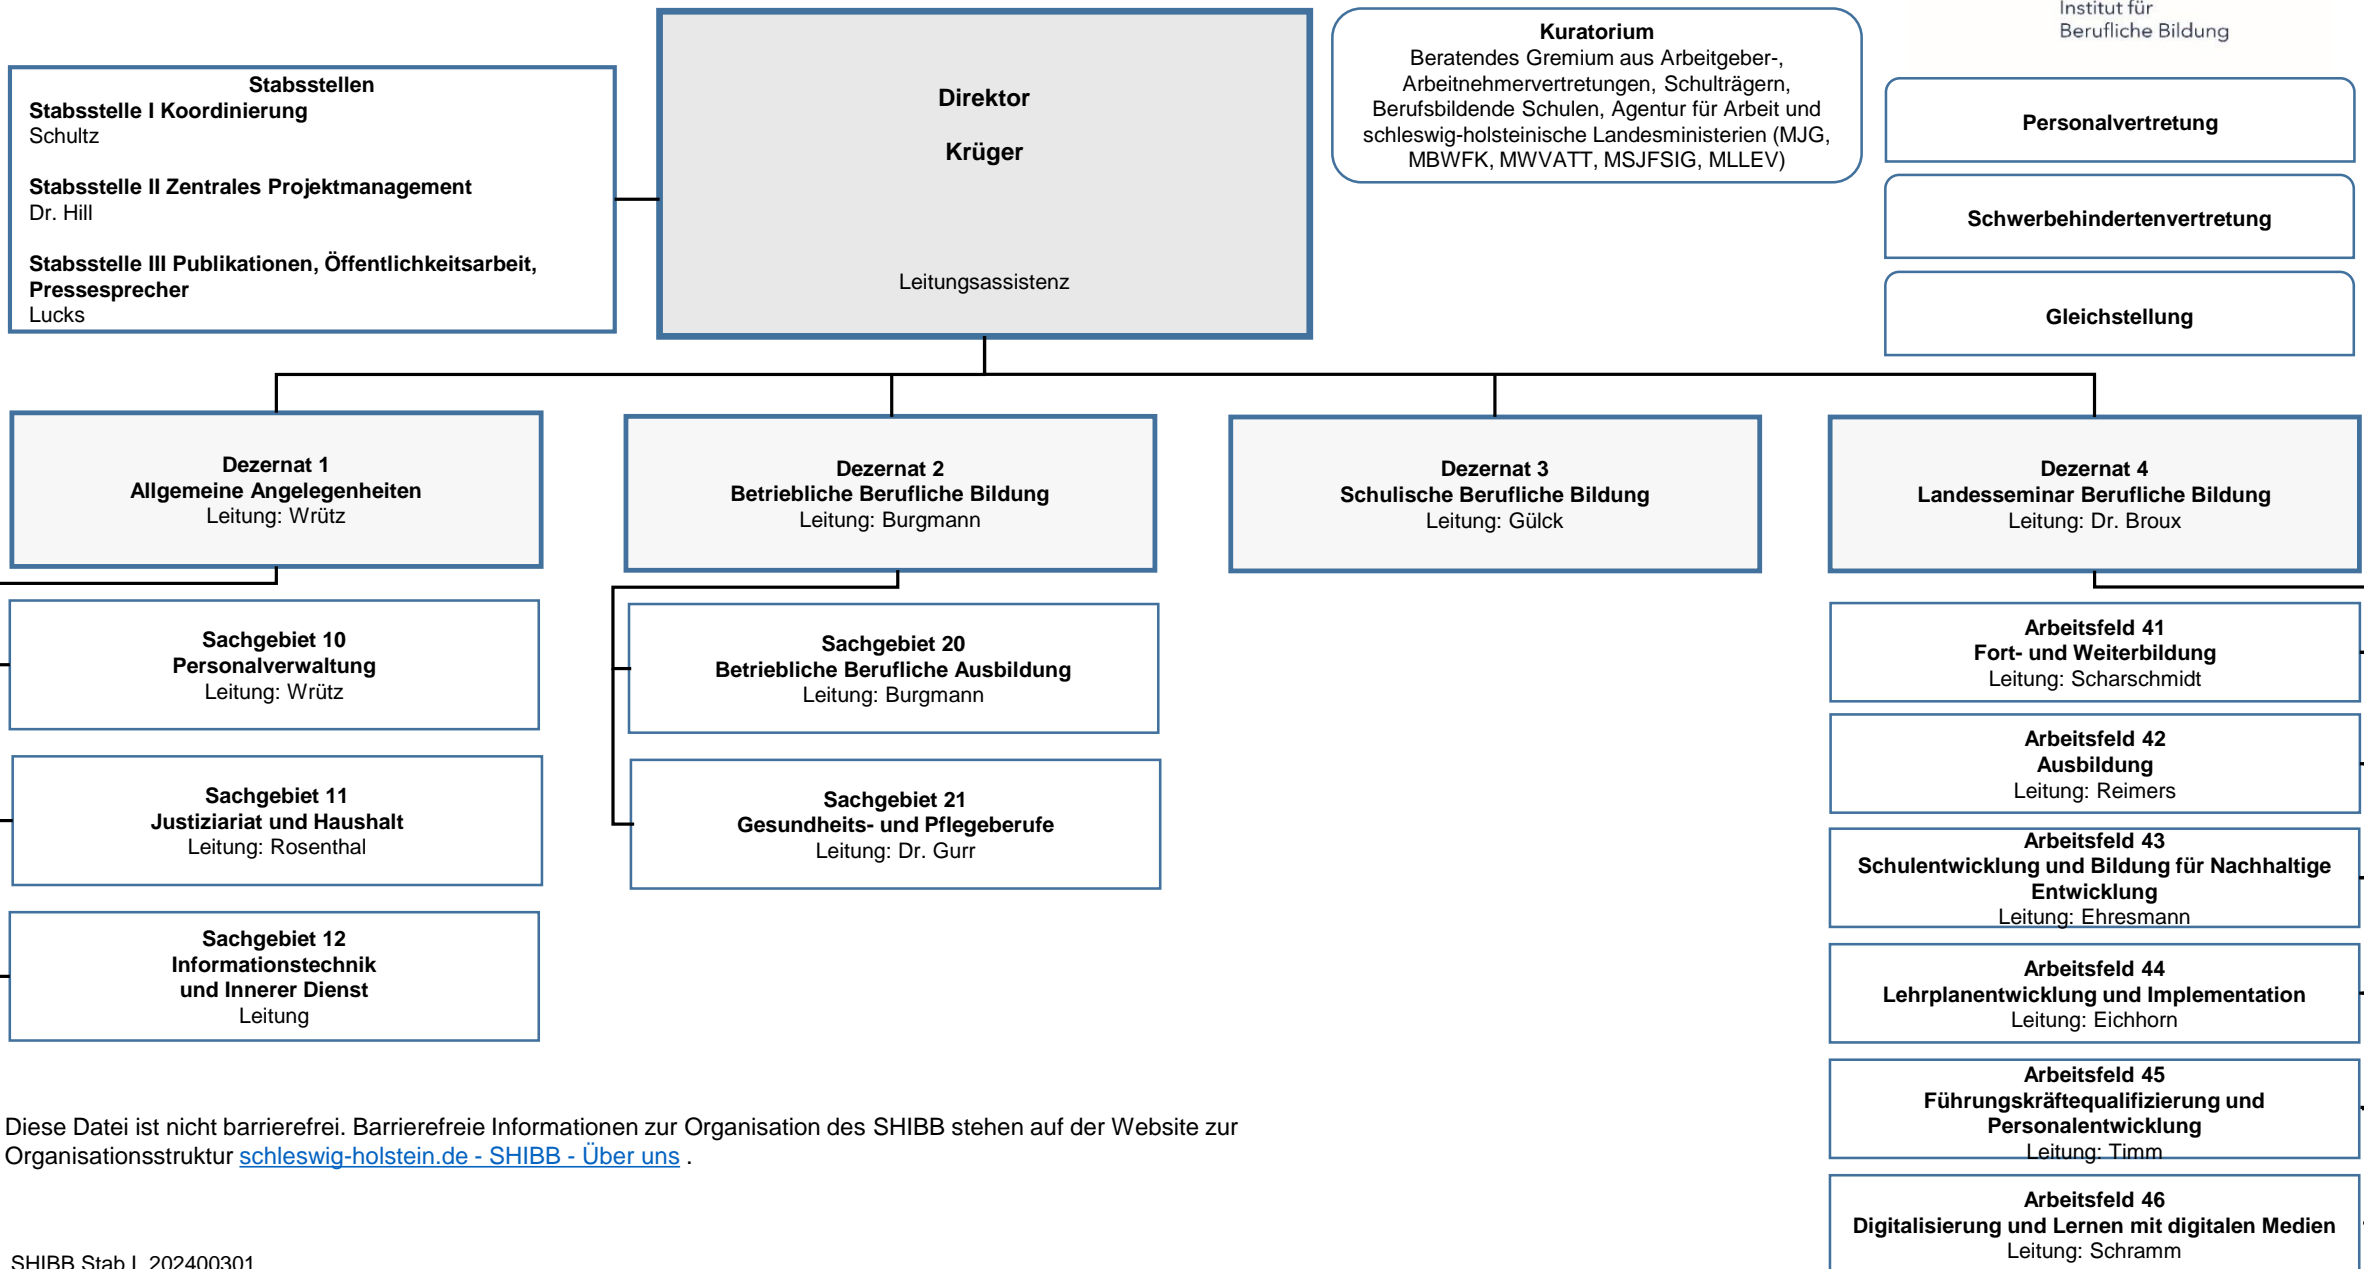 Institut für
Berufliche Bildung
Stabsstellen
Stabsstelle I Koordinierung
Schultz
Stabsstelle II Zentrales Projektmanagement
Dr. Hill
Stabsstelle III Publikationen, Öffentlichkeitsarbeit,
Pressesprecher
Lucks
Direktor
Krüger
Leitungsassistenz
Kuratorium
Beratendes Gremium aus Arbeitgeber-,
Arbeitnehmervertretungen, Schulträgern,
Berufsbildende Schulen, Agentur für Arbeit und
schleswig-holsteinische Landesministerien (MJG,
MBWFK, MWVATT, MSJFSIG, MLLEV)
Personalvertretung
Schwerbehindertenvertretung
Gleichstellung
Dezernat 1
Allgemeine Angelegenheiten
Leitung: Wrütz
Dezernat 2
Betriebliche Berufliche Bildung
Leitung: Burgmann
Dezernat 3
Schulische Berufliche Bildung
Leitung: Gülck
Dezernat 4
Landesseminar Berufliche Bildung
Leitung: Dr. Broux
Sachgebiet 10
Personalverwaltung
Leitung: Wrütz
Sachgebiet 11
Justiziariat und Haushalt
Leitung: Rosenthal
Sachgebiet 12
Informationstechnik
und Innerer Dienst
Leitung
Sachgebiet 20
Betriebliche Berufliche Ausbildung
Leitung: Burgmann
Sachgebiet 21
Gesundheits- und Pflegeberufe
Leitung: Dr. Gurr
Arbeitsfeld 41
Fort- und Weiterbildung
Leitung: Scharschmidt
Arbeitsfeld 42
Ausbildung
Leitung: Reimers
Arbeitsfeld 43
Schulentwicklung und Bildung für Nachhaltige
Entwicklung
Leitung: Ehresmann
Arbeitsfeld 44
Lehrplanentwicklung und Implementation
Leitung: Eichhorn
Arbeitsfeld 45
Führungskräftequalifizierung und
Personalentwicklung
Leitung: Timm
Arbeitsfeld 46
Digitalisierung und Lernen mit digitalen Medien
Leitung: Schramm
Diese Datei ist nicht barrierefrei. Barrierefreie Informationen zur Organisation des SHIBB stehen auf der Website zur
Organisationsstruktur schleswig-holstein.de - SHIBB - Über uns .
SHIBB Stab I, 202400301